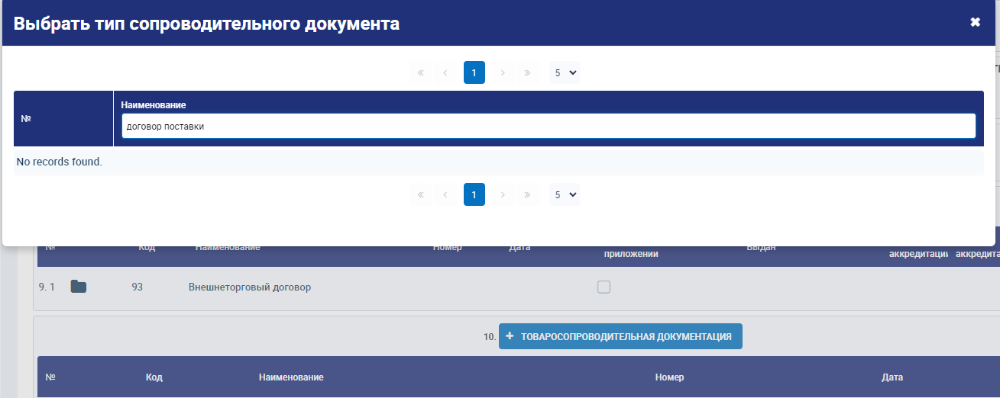 Выбрать тип сопроводительного документа
« ‹ 1 › » 5
№
Наименование
договор поставки
No records found.
« ‹ 1 › » 5
№ Код Наименование Номер Дата приложении Выдан аккредитаци аккредита
9. 1 93 Внешнеторговый договор
10. + ТОВАРОСОПРОВОДИТЕЛЬНАЯ ДОКУМЕНТАЦИЯ
№ Код Наименование Номер Дата